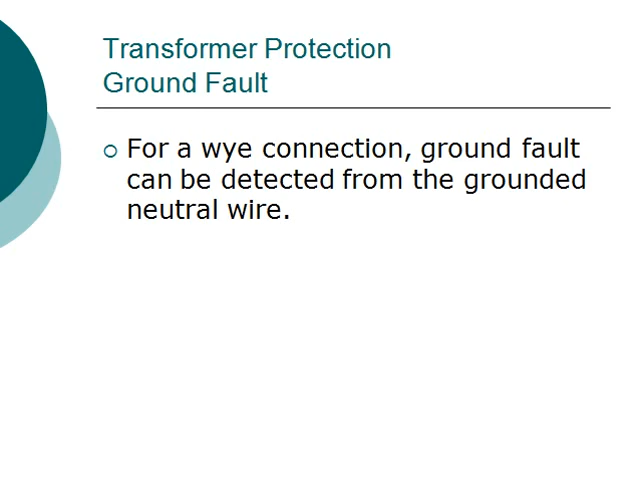 Transformer Protection
Ground Fault
For a wye connection, ground fault
can be detected from the grounded
neutral wire.